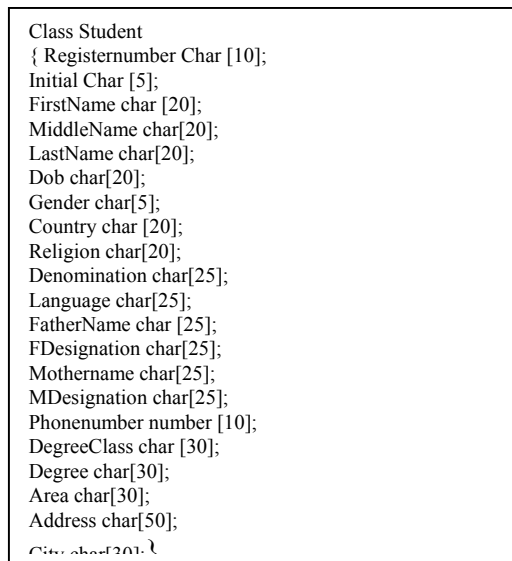 Class Student
{ Registernumber Char [10];
Initial Char [5];
FirstName char [20];
MiddleName char[20];
LastName char[20];
Dob char[20];
Gender char[5];
Country char [20];
Religion char[20];
Denomination char[25];
Language char[25];
FatherName char [25];
FDesignation char[25];
Mothername char[25];
MDesignation char[25];
Phonenumber number [10];
DegreeClass char [30];
Degree char[30];
Area char[30];
Address char[50];
City char[30];}